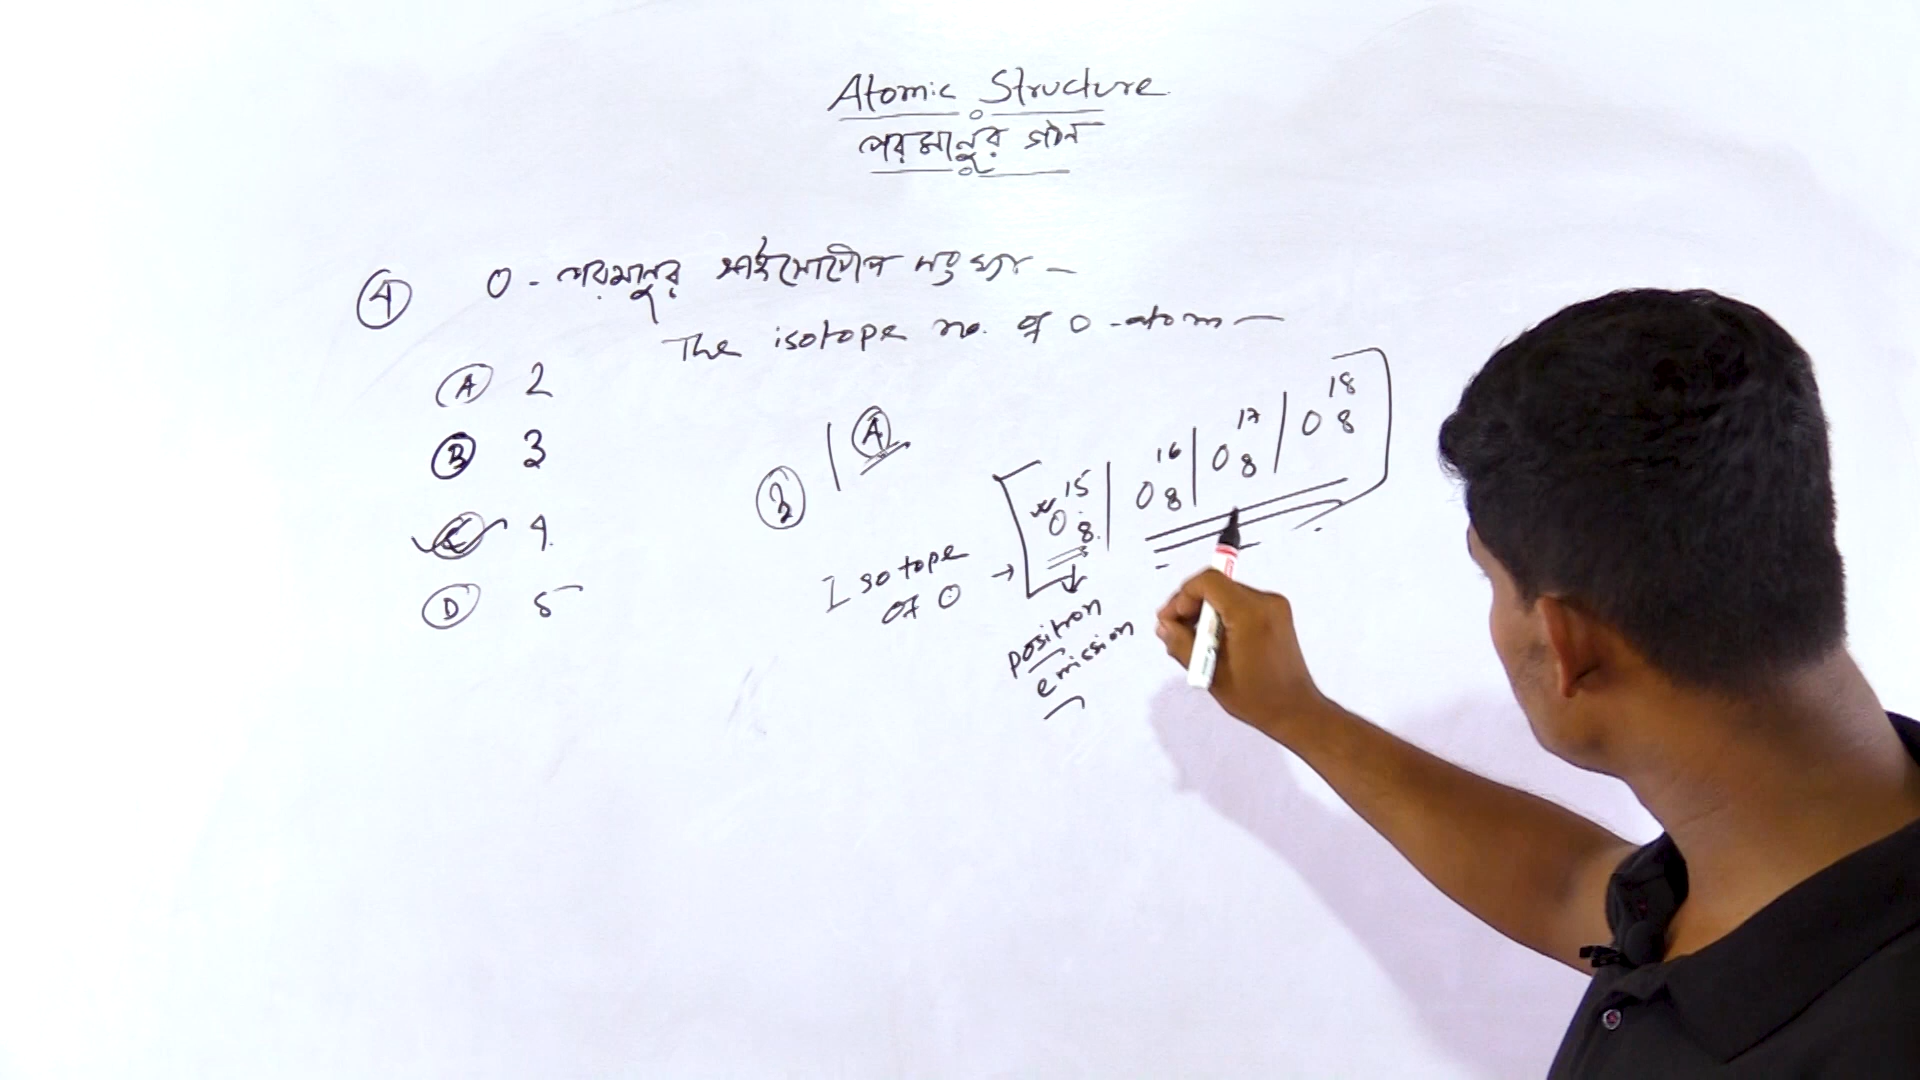 Atomic Structure
পরমানুর গঠন
4 O - পরমানুর আইসোটোপ সংখ্যা -
The isotope no. of O-atom -
A 2
B 3
C 4
D 5
3 | A
15 O 8 | 16 O 8 | 17 O 8 | 18 O 8
Isotope
of O →
positron
emission